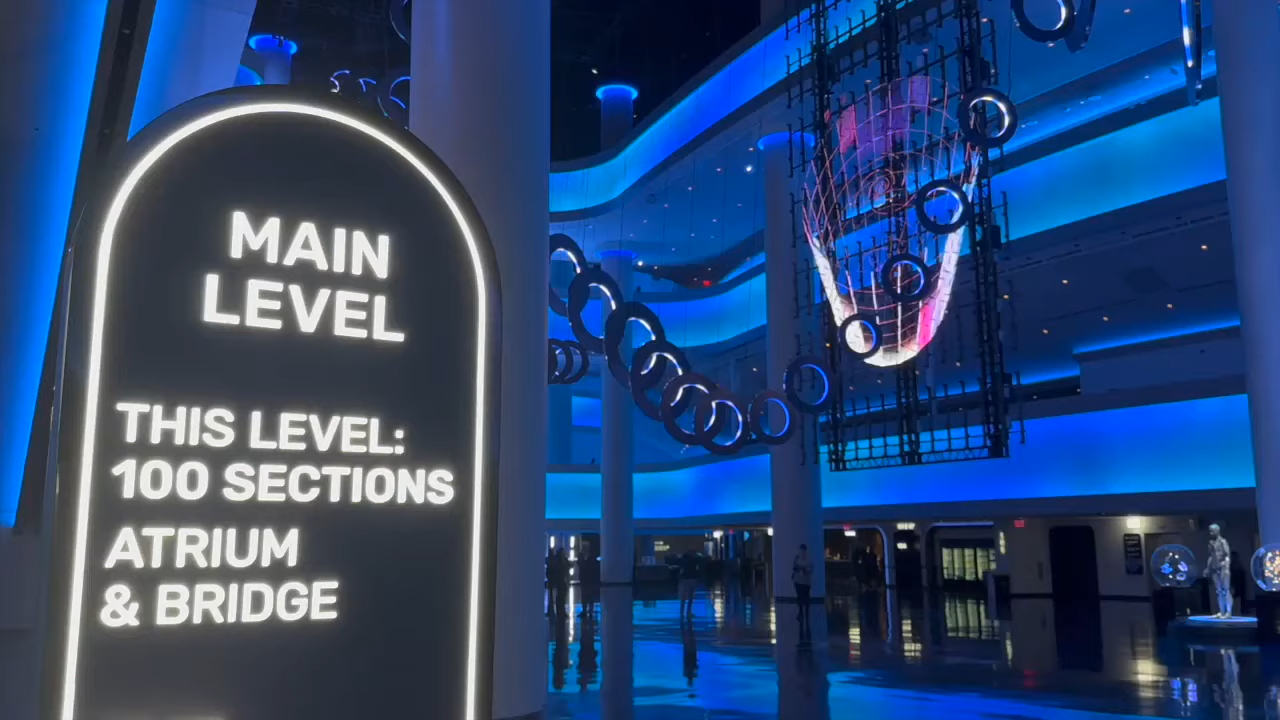 MAIN
LEVEL
THIS LEVEL:
100 SECTIONS
ATRIUM
& BRIDGE